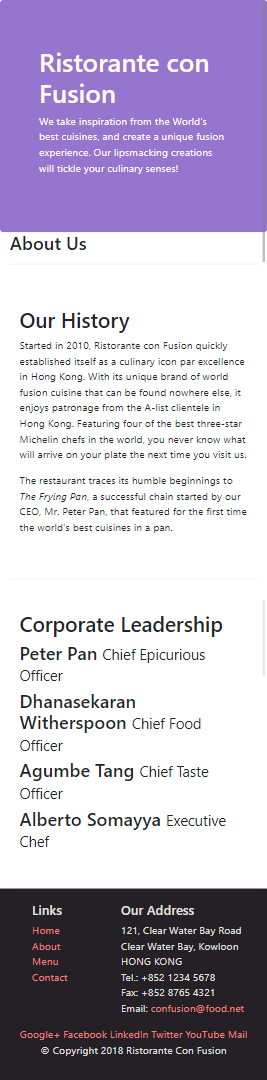 Ristorante con
Fusion
We take inspiration from the World's
best cuisines, and create a unique fusion
experience. Our lipsmacking creations
will tickle your culinary senses!
About Us
Our History
Started in 2010, Ristorante con Fusion quickly
established itself as a culinary icon par excellence
in Hong Kong. With its unique brand of world
fusion cuisine that can be found nowhere else, it
enjoys patronage from the A-list clientele in
Hong Kong. Featuring four of the best three-star
Michelin chefs in the world, you never know what
will arrive on your plate the next time you visit us.
The restaurant traces its humble beginnings to
The Frying Pan, a successful chain started by our
CEO, Mr. Peter Pan, that featured for the first time
the world's best cuisines in a pan.
Corporate Leadership
Peter Pan Chief Epicurious
Officer
Dhanasekaran
Witherspoon Chief Food
Officer
Agumbe Tang Chief Taste
Officer
Alberto Somayya Executive
Chef
Links
Home
About
Menu
Contact
Our Address
121, Clear Water Bay Road
Clear Water Bay, Kowloon
HONG KONG
Tel.: +852 1234 5678
Fax: +852 8765 4321
Email: confusion@food.net
Google+ Facebook LinkedIn Twitter YouTube Mail
© Copyright 2018 Ristorante Con Fusion